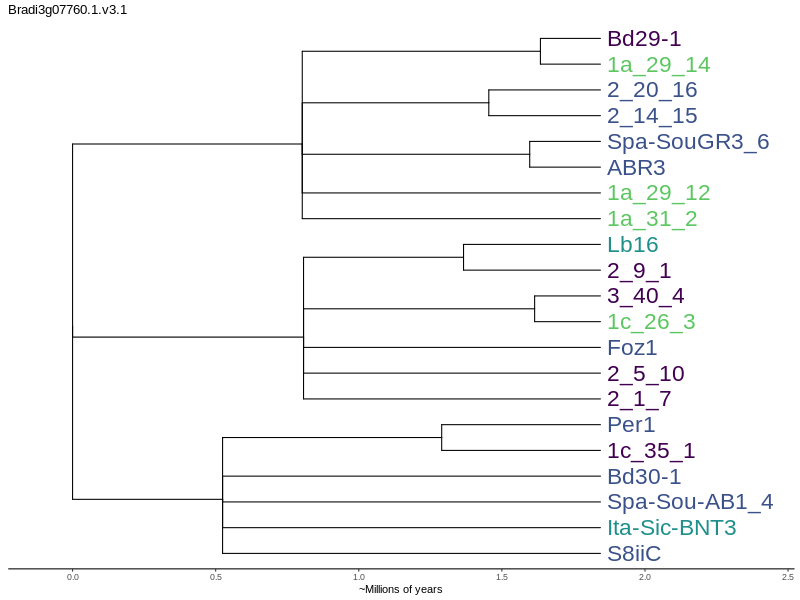 Bradi3g07760.1.v3.1
Bd29-1
1a_29_14
2_20_16
2_14_15
Spa-SouGR3_6
ABR3
1a_29_12
1a_31_2
Lb16
2_9_1
3_40_4
1c_26_3
Foz1
2_5_10
2_1_7
Per1
1c_35_1
Bd30-1
Spa-Sou-AB1_4
Ita-Sic-BNT3
S8iiC
0.0 0.5 1.0 1.5 2.0 2.5
~Millions of years